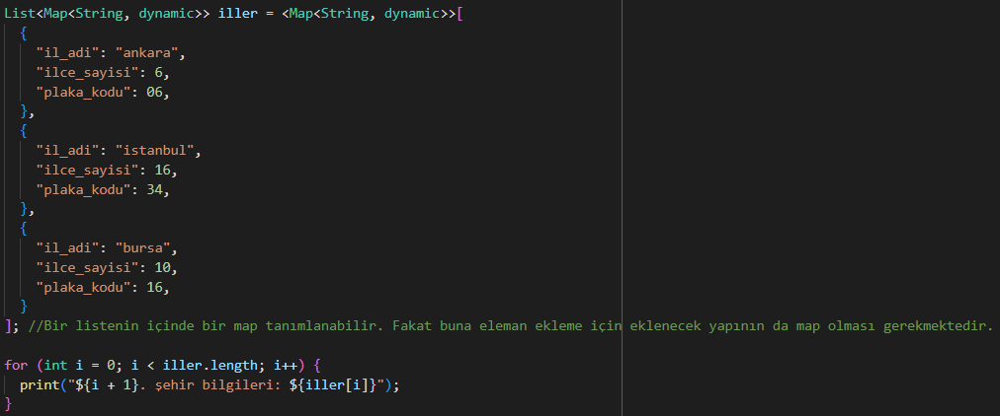 List<Map<String, dynamic>> iller = <Map<String, dynamic>>[
  {
    "il_adi": "ankara",
    "ilce_sayisi": 6,
    "plaka_kodu": 06,
  },
  {
    "il_adi": "istanbul",
    "ilce_sayisi": 16,
    "plaka_kodu": 34,
  },
  {
    "il_adi": "bursa",
    "ilce_sayisi": 10,
    "plaka_kodu": 16,
  }
]; //Bir listenin içinde bir map tanımlanabilir. Fakat buna eleman ekleme için eklenecek yapının da map olması gerekmektedir.
for (int i = 0; i < iller.length; i++) {
  print("${i + 1}. şehir bilgileri: ${iller[i]}");
}